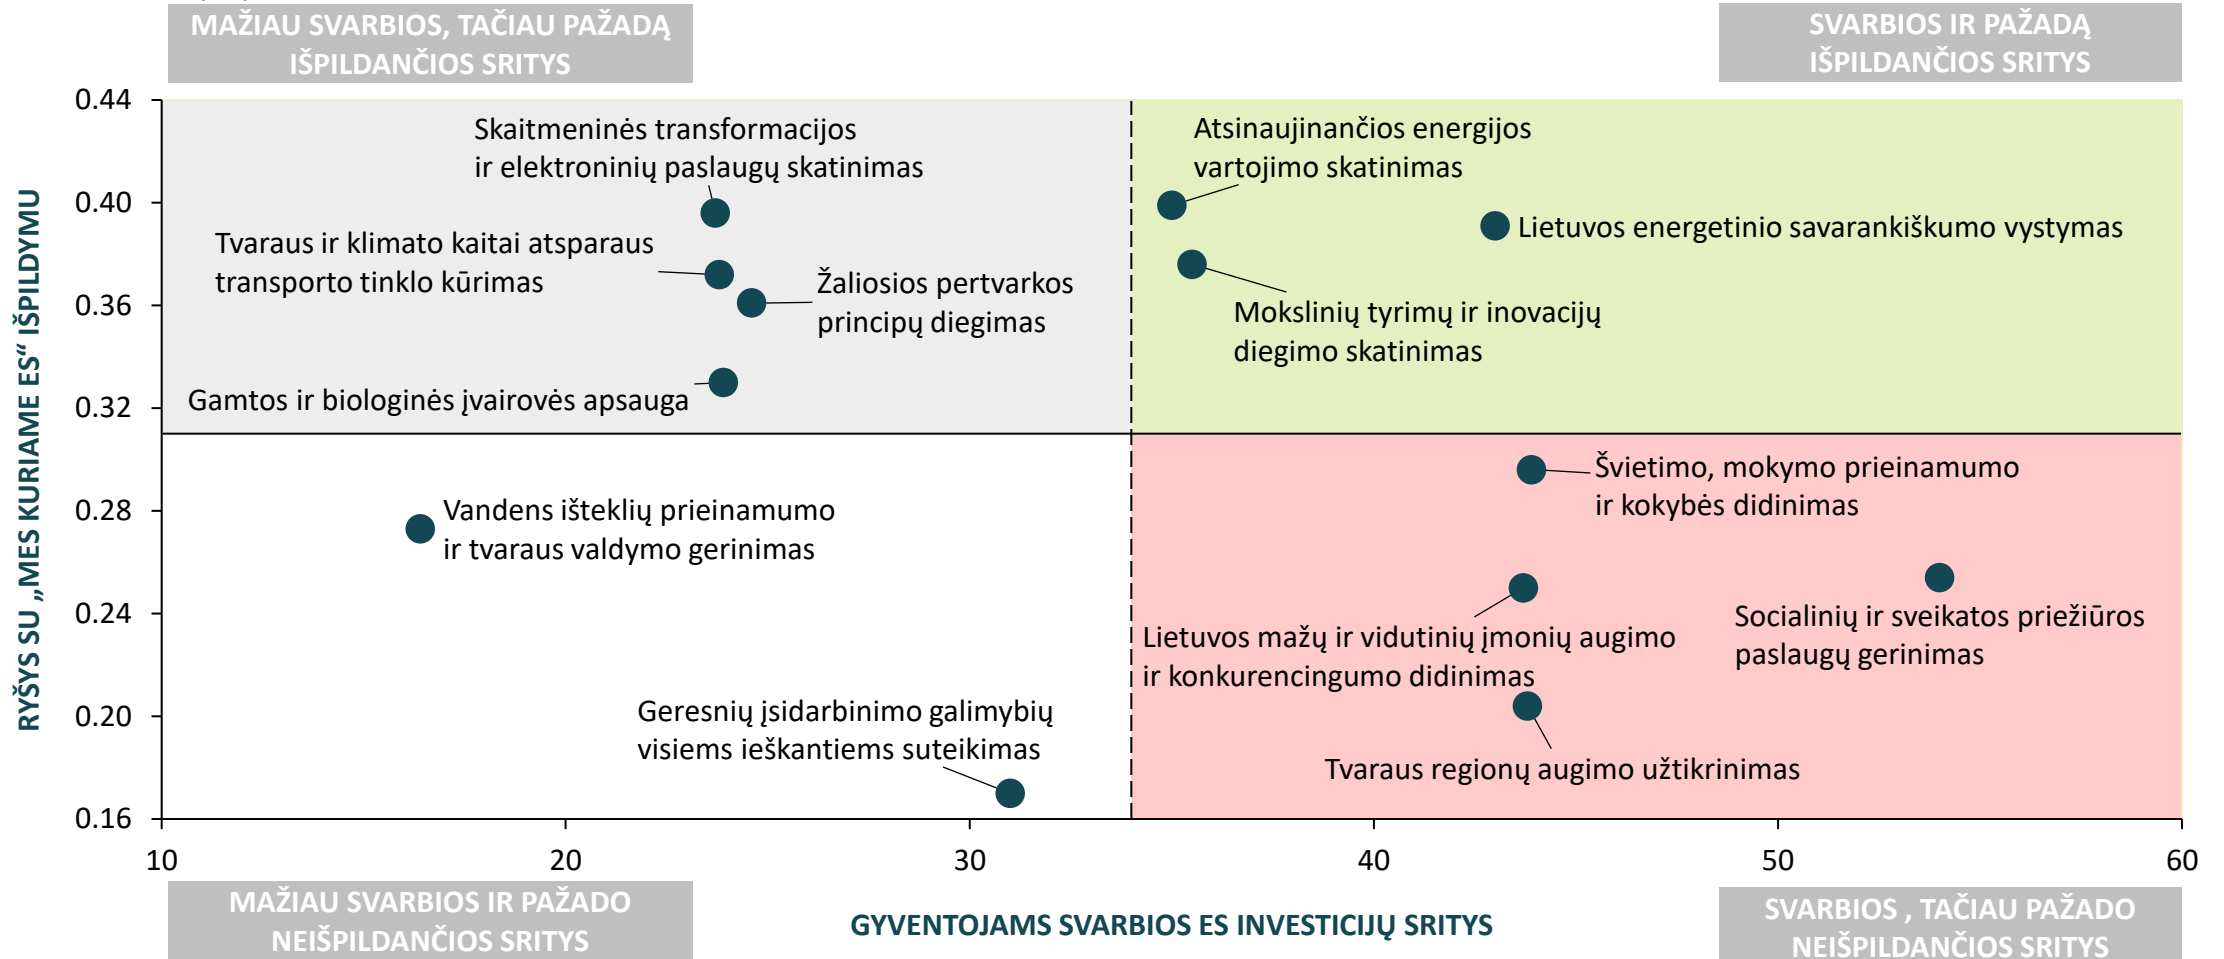 MAŽIAU SVARBIOS, TAČIAU PAŽADĄ
IŠPILDANČIOS SRITYS
SVARBIOS IR PAŽADĄ
IŠPILDANČIOS SRITYS
RYŠYS SU „MES KURIAME ES“ IŠPILDYMU
0.44
0.40
0.36
0.32
0.28
0.24
0.20
0.16
Skaitmeninės transformacijos
ir elektroninių paslaugų skatinimas
Tvaraus ir klimato kaitai atsparaus
transporto tinklo kūrimas
Žaliosios pertvarkos
principų diegimas
Gamtos ir biologinės įvairovės apsauga
Atsinaujinančios energijos
vartojimo skatinimas
Lietuvos energetinio savarankiškumo vystymas
Mokslinių tyrimų ir inovacijų
diegimo skatinimas
Vandens išteklių prieinamumo
ir tvaraus valdymo gerinimas
Geresnių įsidarbinimo galimybių
visiems ieškantiems suteikimas
Švietimo, mokymo prieinamumo
ir kokybės didinimas
Lietuvos mažų ir vidutinių įmonių augimo
ir konkurencingumo didinimas
Socialinių ir sveikatos priežiūros
paslaugų gerinimas
Tvaraus regionų augimo užtikrinimas
10
20
30
40
50
60
MAŽIAU SVARBIOS IR PAŽADO
NEIŠPILDANČIOS SRITYS
GYVENTOJAMS SVARBIOS ES INVESTICIJŲ SRITYS
SVARBIOS , TAČIAU PAŽADO
NEIŠPILDANČIOS SRITYS